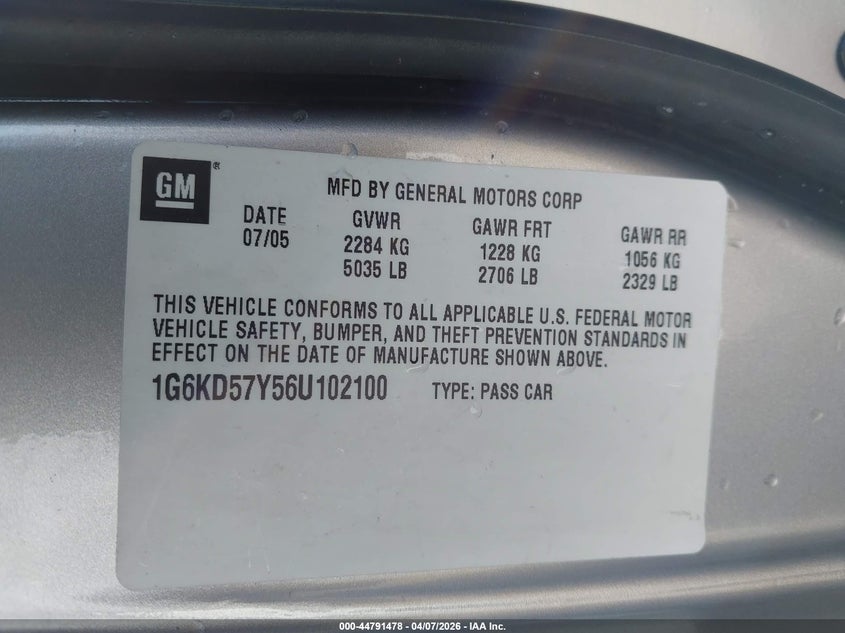 GM®
MFD BY GENERAL MOTORS CORP
DATE GVWR GAWR FRT GAWR RR
07/05 2284 KG 1228 KG 1056 KG
5035 LB 2706 LB 2329 LB
THIS VEHICLE CONFORMS TO ALL APPLICABLE U.S. FEDERAL MOTOR
VEHICLE SAFETY, BUMPER, AND THEFT PREVENTION STANDARDS IN
EFFECT ON THE DATE OF MANUFACTURE SHOWN ABOVE.
1G6KD57Y56U102100 TYPE: PASS CAR
000-44791478 - 04/07/2026 - IAA Inc.